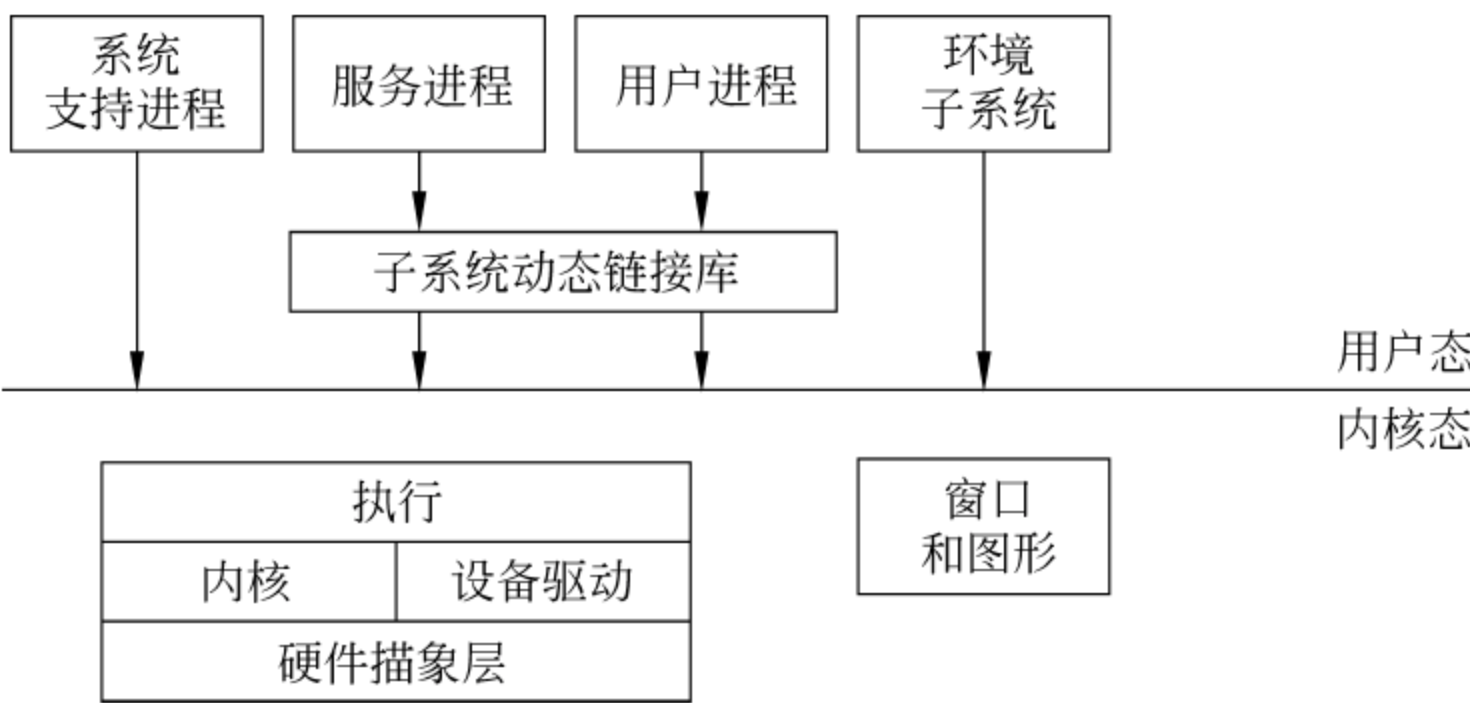 系统
支持进程
服务进程
用户进程
环境
子系统
子系统动态链接库
用户态
内核态
执行
内核
设备驱动
硬件描象层
窗口
和图形